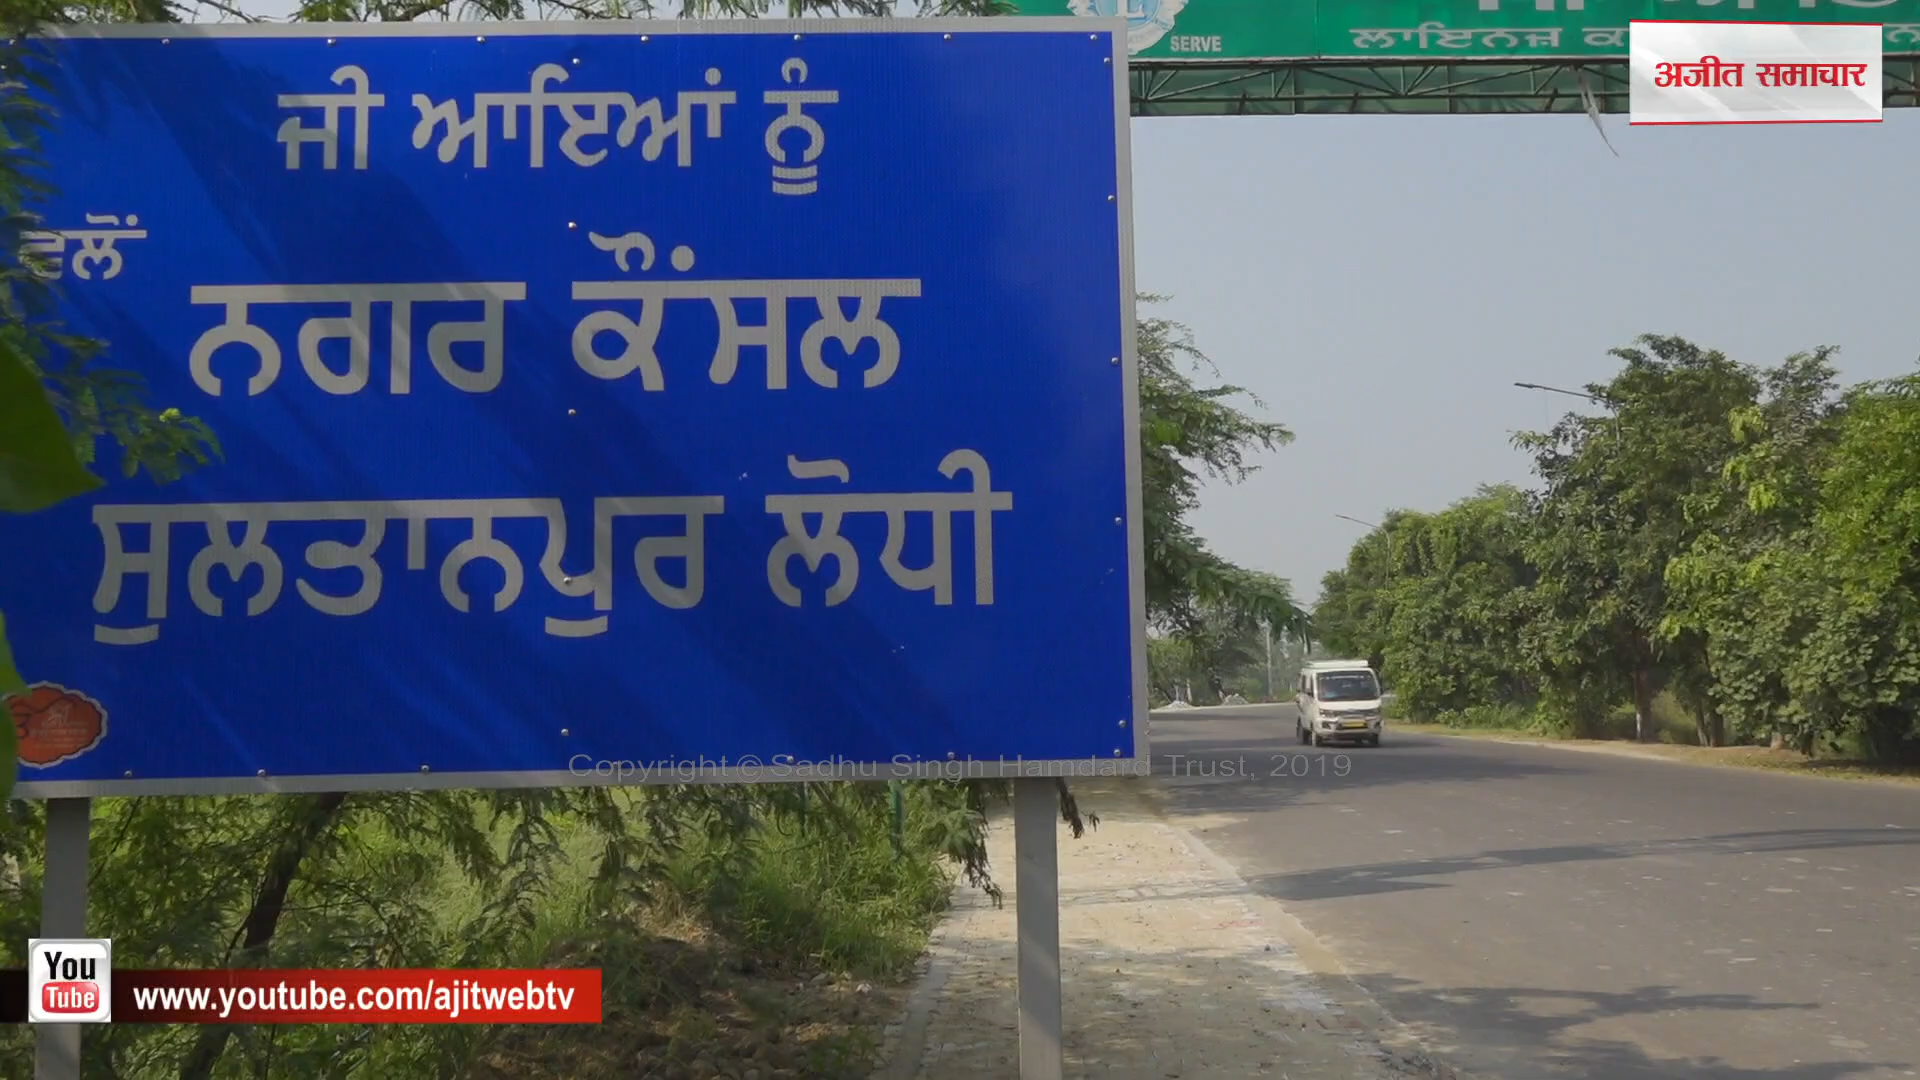 ਜੀ ਆਇਆਂ ਨੂੰ
ਵਲੋਂ
ਨਗਰ ਕੌਂਸਲ
ਸੁਲਤਾਨਪੁਰ ਲੋਧੀ
SERVE
ਲਾਇਨਜ਼
अजीत समाचार
Copyright © Sadhu Singh Hamdard Trust, 2019
You
Tube
www.youtube.com/ajitwebtv